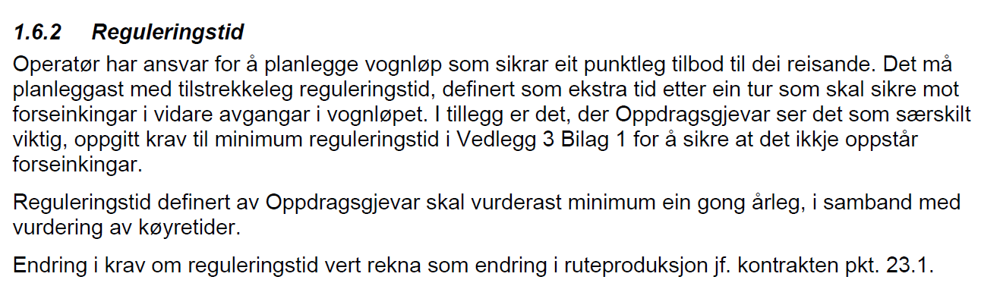 1.6.2 Reguleringstid
Operatør har ansvar for å planlegge vognløp som sikrar eit punktleg tilbod til dei reisande. Det må
planleggast med tilstrekkeleg reguleringstid, definert som ekstra tid etter ein tur som skal sikre mot
forseinkingar i vidare avgangar i vognløpet. I tillegg er det, der Oppdragsgjevar ser det som særskilt
viktig, oppgitt krav til minimum reguleringstid i Vedlegg 3 Bilag 1 for å sikre at det ikkje oppstår
forseinkingar.
Reguleringstid definert av Oppdragsgjevar skal vurderast minimum ein gong årleg, i samband med
vurdering av køyretider.
Endring i krav om reguleringstid vert rekna som endring i ruteproduksjon jf. kontrakten pkt. 23.1.